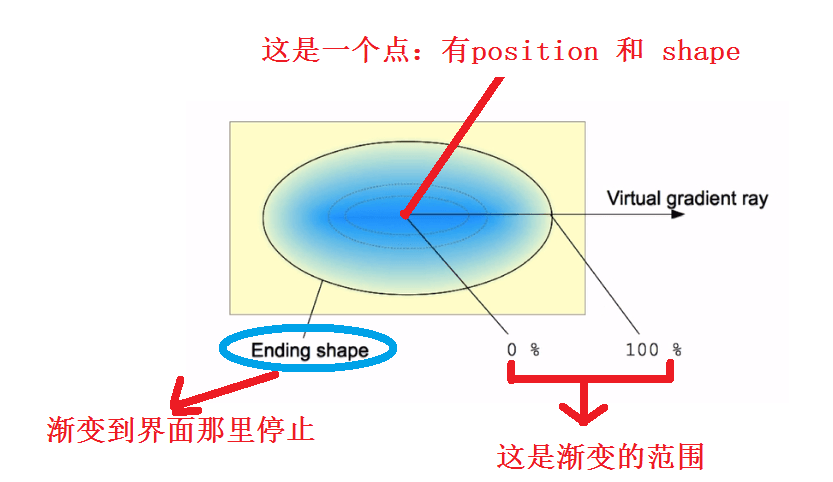 这是一个点：有position 和 shape
Virtual gradient ray
Ending shape
0 %
100 %
渐变到界面那里停止
这是渐变的范围